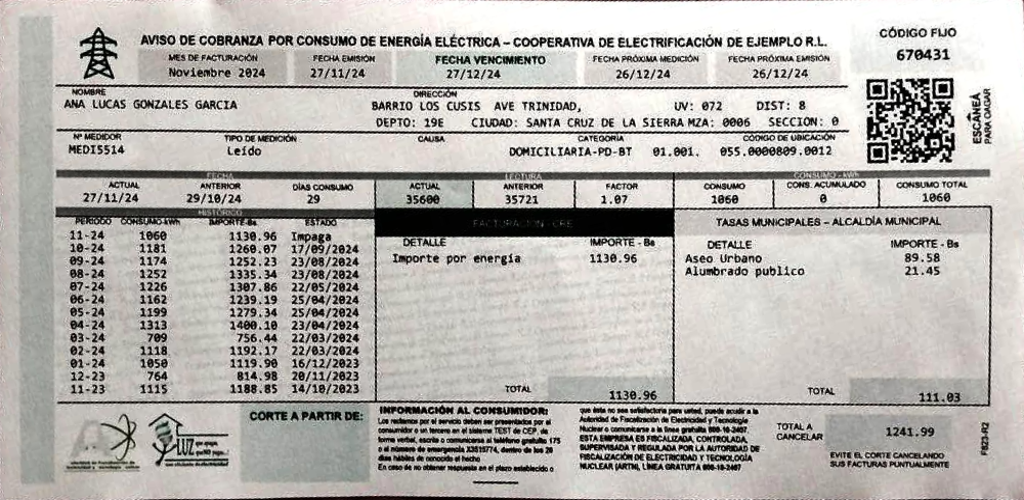 AVISO DE COBRANZA POR CONSUMO DE ENERGÍA ELÉCTRICA – COOPERATIVA DE ELECTRIFICACIÓN DE EJEMPLO R.L.
CÓDIGO FIJO
670431
MES DE FACTURACIÓN FECHA EMISIÓN FECHA VENCIMIENTO FECHA PRÓXIMA MEDICIÓN FECHA PRÓXIMA EMISIÓN
Noviembre 2024 27/11/24 27/12/24 26/12/24 26/12/24
NOMBRE DIRECCIÓN
ANA LUCAS GONZALES GARCIA BARRIO LOS CUSIS AVE TRINIDAD, UV: 072 DIST: 8
DEPTO: 19E CIUDAD: SANTA CRUZ DE LA SIERRA MZA: 0006 SECCIÓN: 0
ESCÁNEA
PARA PAGAR
Nº MEDIDOR TIPO DE MEDICIÓN CAUSA CATEGORÍA CÓDIGO DE UBICACIÓN
MEDI5514 Leído DOMICILIARIA-PD-BT 01.001. 055.0000809.0012
FECHA LECTURA CONSUMO - kWh
ACTUAL ANTERIOR DÍAS CONSUMO ACTUAL ANTERIOR FACTOR CONSUMO CONS. ACUMULADO CONSUMO TOTAL
27/11/24 29/10/24 29 35600 35721 1.07 1060 0 1060
HISTÓRICO
PERIODO CONSUMO-kWh IMPORTE-Bs ESTADO
11-24 1060 1130.96 Impaga
10-24 1181 1260.07 17/09/2024
09-24 1174 1252.23 23/08/2024
08-24 1252 1335.34 23/08/2024
07-24 1226 1307.86 22/05/2024
06-24 1162 1239.19 25/04/2024
05-24 1199 1279.34 25/04/2024
04-24 1313 1400.10 23/04/2024
03-24 709 756.44 22/03/2024
02-24 1118 1192.17 22/03/2024
01-24 1050 1119.90 16/12/2023
12-23 764 814.98 20/11/2023
11-23 1115 1188.85 14/10/2023
FACTURACIÓN - CRE
DETALLE IMPORTE - Bs
Importe por energía 1130.96
TOTAL 1130.96
TASAS MUNICIPALES – ALCALDÍA MUNICIPAL
DETALLE IMPORTE - Bs
Aseo Urbano 89.58
Alumbrado publico 21.45
TOTAL 111.03
LUZ
CORTE A PARTIR DE:
INFORMACIÓN AL CONSUMIDOR:
Los reclamos por el servicio deben ser presentados por el
consumidor o un tercero en el sistema TEST de CEP, de
forma verbal, escrita o comunicarse al teléfono gratuito 175
o al número de emergencia X3515774, dentro de los 20
días hábiles de conocido el hecho
En caso de no obtener respuesta en el plazo establecido o
que ésta no sea satisfactoria para usted, puede acudir a la
Autoridad de Fiscalización de Electricidad y Tecnología
Nuclear o comunicarse a la línea gratuita 800-10-2407
ESTA EMPRESA ES FISCALIZADA, CONTROLADA,
SUPERVISADA Y REGULADA POR LA AUTORIDAD DE
FISCALIZACIÓN DE ELECTRICIDAD Y TECNOLOGÍA
NUCLEAR (ARTN), LÍNEA GRATUITA 800-10-2407
TOTAL A
CANCELAR
1241.99
EVITE EL CORTE CANCELANDO
SUS FACTURAS PUNTUALMENTE
F823-R2